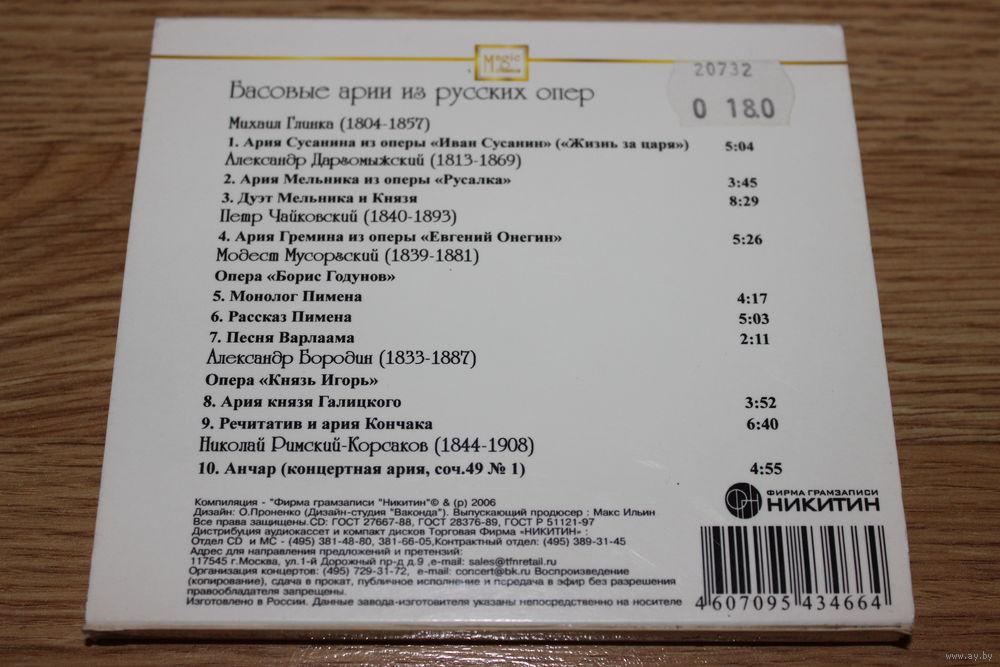 Magic
20732
0 18.0
Басовые арии из русских опер
Михаил Глинка (1804-1857)
1. Ария Сусанина из оперы «Иван Сусанин» («Жизнь за царя») 5:04
Александр Даргомыжский (1813-1869)
2. Ария Мельника из оперы «Русалка» 3:45
3. Дуэт Мельника и Князя 8:29
Петр Чайковский (1840-1893)
4. Ария Гремина из оперы «Евгений Онегин» 5:26
Модест Мусоргский (1839-1881)
Опера «Борис Годунов»
5. Монолог Пимена 4:17
6. Рассказ Пимена 5:03
7. Песня Варлаама 2:11
Александр Бородин (1833-1887)
Опера «Князь Игорь»
8. Ария князя Галицкого 3:52
9. Речитатив и ария Кончака 6:40
Николай Римский-Корсаков (1844-1908)
10. Анчар (концертная ария, соч.49 № 1) 4:55
ФИРМА ГРАМЗАПИСИ
НИКИТИН
Компиляция - "Фирма грамзаписи "Никитин"© & (p) 2006
Дизайн: О.Проненко (Дизайн-студия "Ваконда"). Выпускающий продюсер : Макс Ильин
Все права защищены.CD: ГОСТ 27667-88, ГОСТ 28376-89, ГОСТ Р 51121-97
Дистрибуция аудиокассет и компакт дисков Торговая Фирма «НИКИТИН» :
Отдел CD и МС - (495) 381-48-80, 381-66-05,Контрактный отдел: (495) 389-31-45
Адрес для направления предложений и претензий:
117545 г.Москва, ул.1-й Дорожный пр-д д.9 ,e-mail: sales@tfnretail.ru
Организация концертов: (495) 729-31-72, e-mail: concert@bk.ru Воспроизведение
(копирование), сдача в прокат, публичное исполнение и передача в эфир без разрешения
правообладателя запрещены.
Изготовлено в России. Данные завода-изготовителя указаны непосредственно на носителе
4 607095 434664
www.ay.by